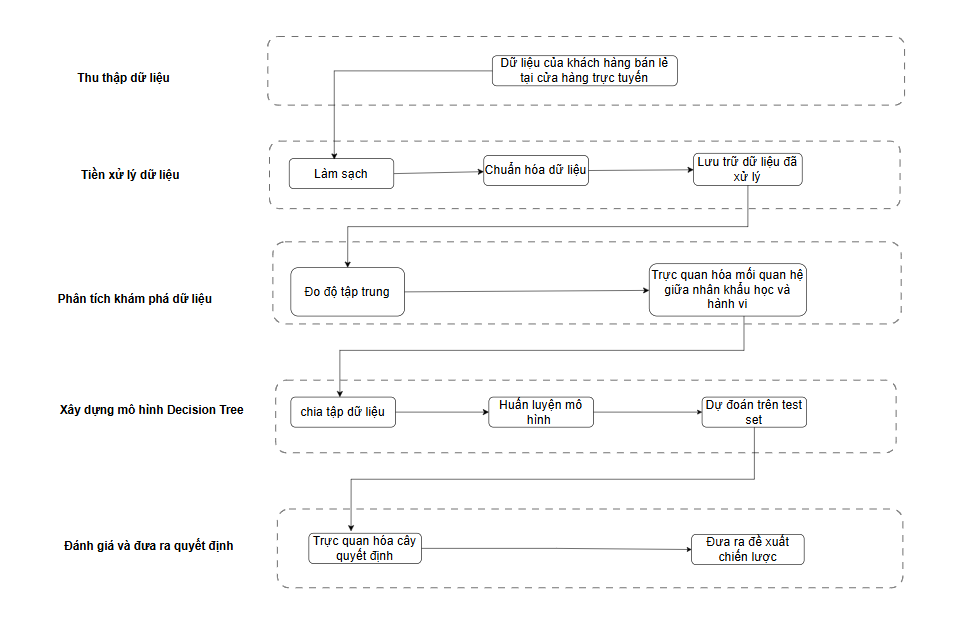 Thu thập dữ liệu
Dữ liệu của khách hàng bán lẻ
tại cửa hàng trực tuyến
Tiền xử lý dữ liệu
Làm sạch
Chuẩn hóa dữ liệu
Lưu trữ dữ liệu đã
xử lý
Phân tích khám phá dữ liệu
Đo độ tập trung
Trực quan hóa mối quan hệ
giữa nhân khẩu học và
hành vi
Xây dựng mô hình Decision Tree
chia tập dữ liệu
Huấn luyện mô
hình
Dự đoán trên test
set
Đánh giá và đưa ra quyết định
Trực quan hóa cây
quyết định
Đưa ra đề xuất
chiến lược